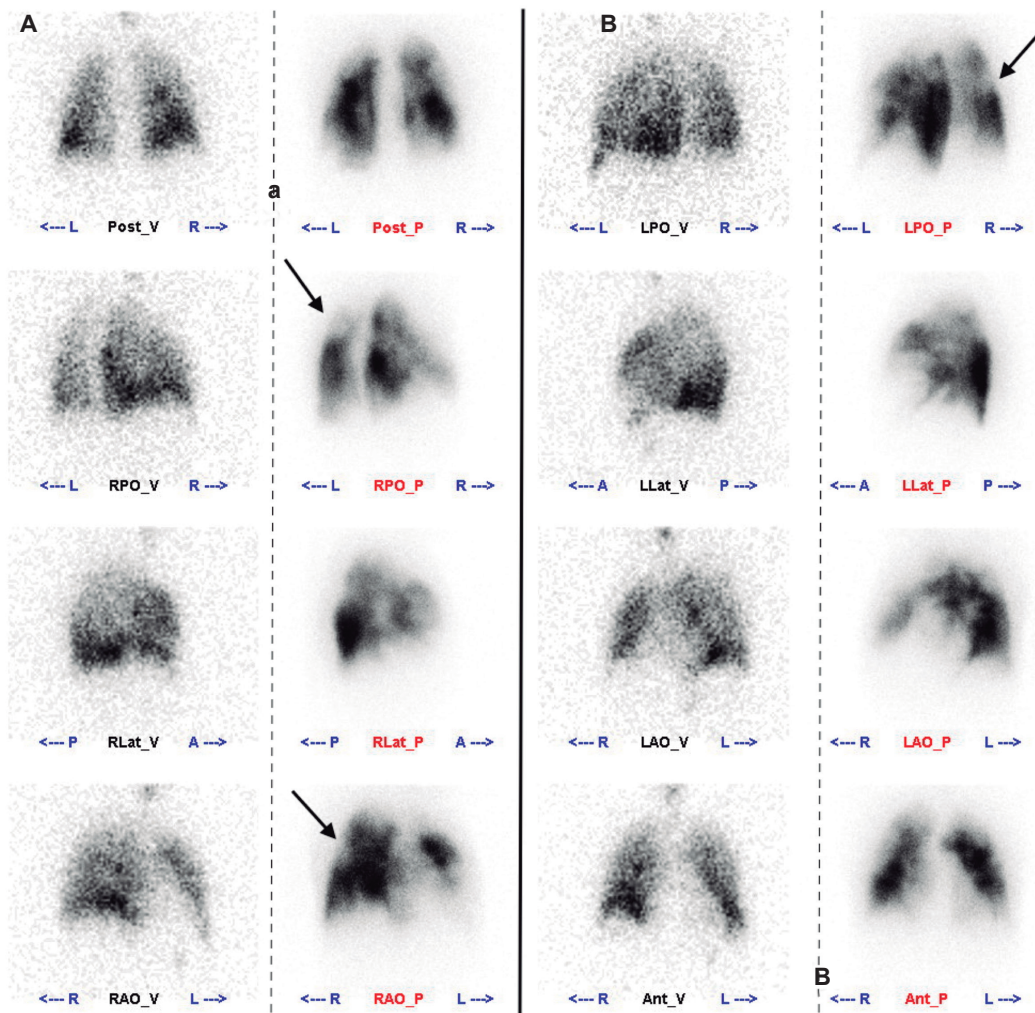 A
B
<--- L Post_V R --->
a
<--- L Post_P R --->
<--- L LPO_V R --->
<--- L LPO_P R --->
<--- L RPO_V R --->
<--- L RPO_P R --->
<--- A LLat_V P --->
<--- A LLat_P P --->
<--- P RLat_V A --->
<--- P RLat_P A --->
<--- R LAO_V L --->
<--- R LAO_P L --->
<--- R RAO_V L --->
<--- R RAO_P L --->
<--- R Ant_V L --->
B
<--- R Ant_P L --->